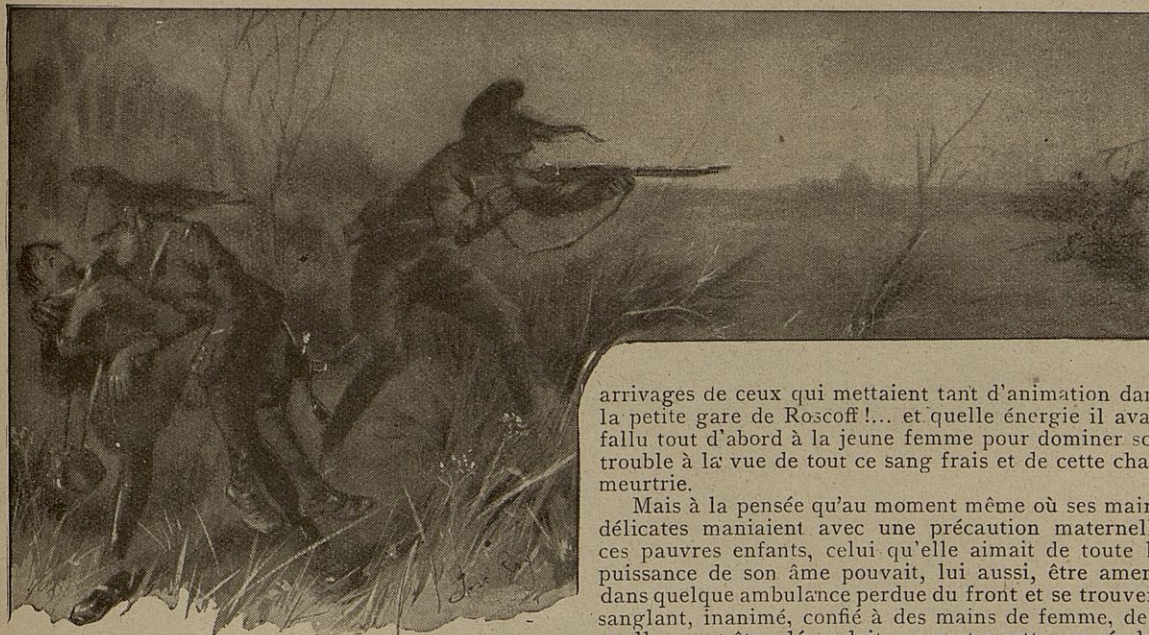 arrivages de ceux qui mettaient tant d'animation dan
la petite gare de Roscoff !... et quelle énergie il ava
fallu tout d'abord à la jeune femme pour dominer so
trouble à la vue de tout ce sang frais et de cette cha
meurtrie.
Mais à la pensée qu'au moment même où ses main
délicates maniaient avec une précaution maternell
ces pauvres enfants, celui qu'elle aimait de toute l
puissance de son âme pouvait, lui aussi, être amen
dans quelque ambulance perdue du front et se trouver
sanglant, inanimé, confié à des mains de femme, de